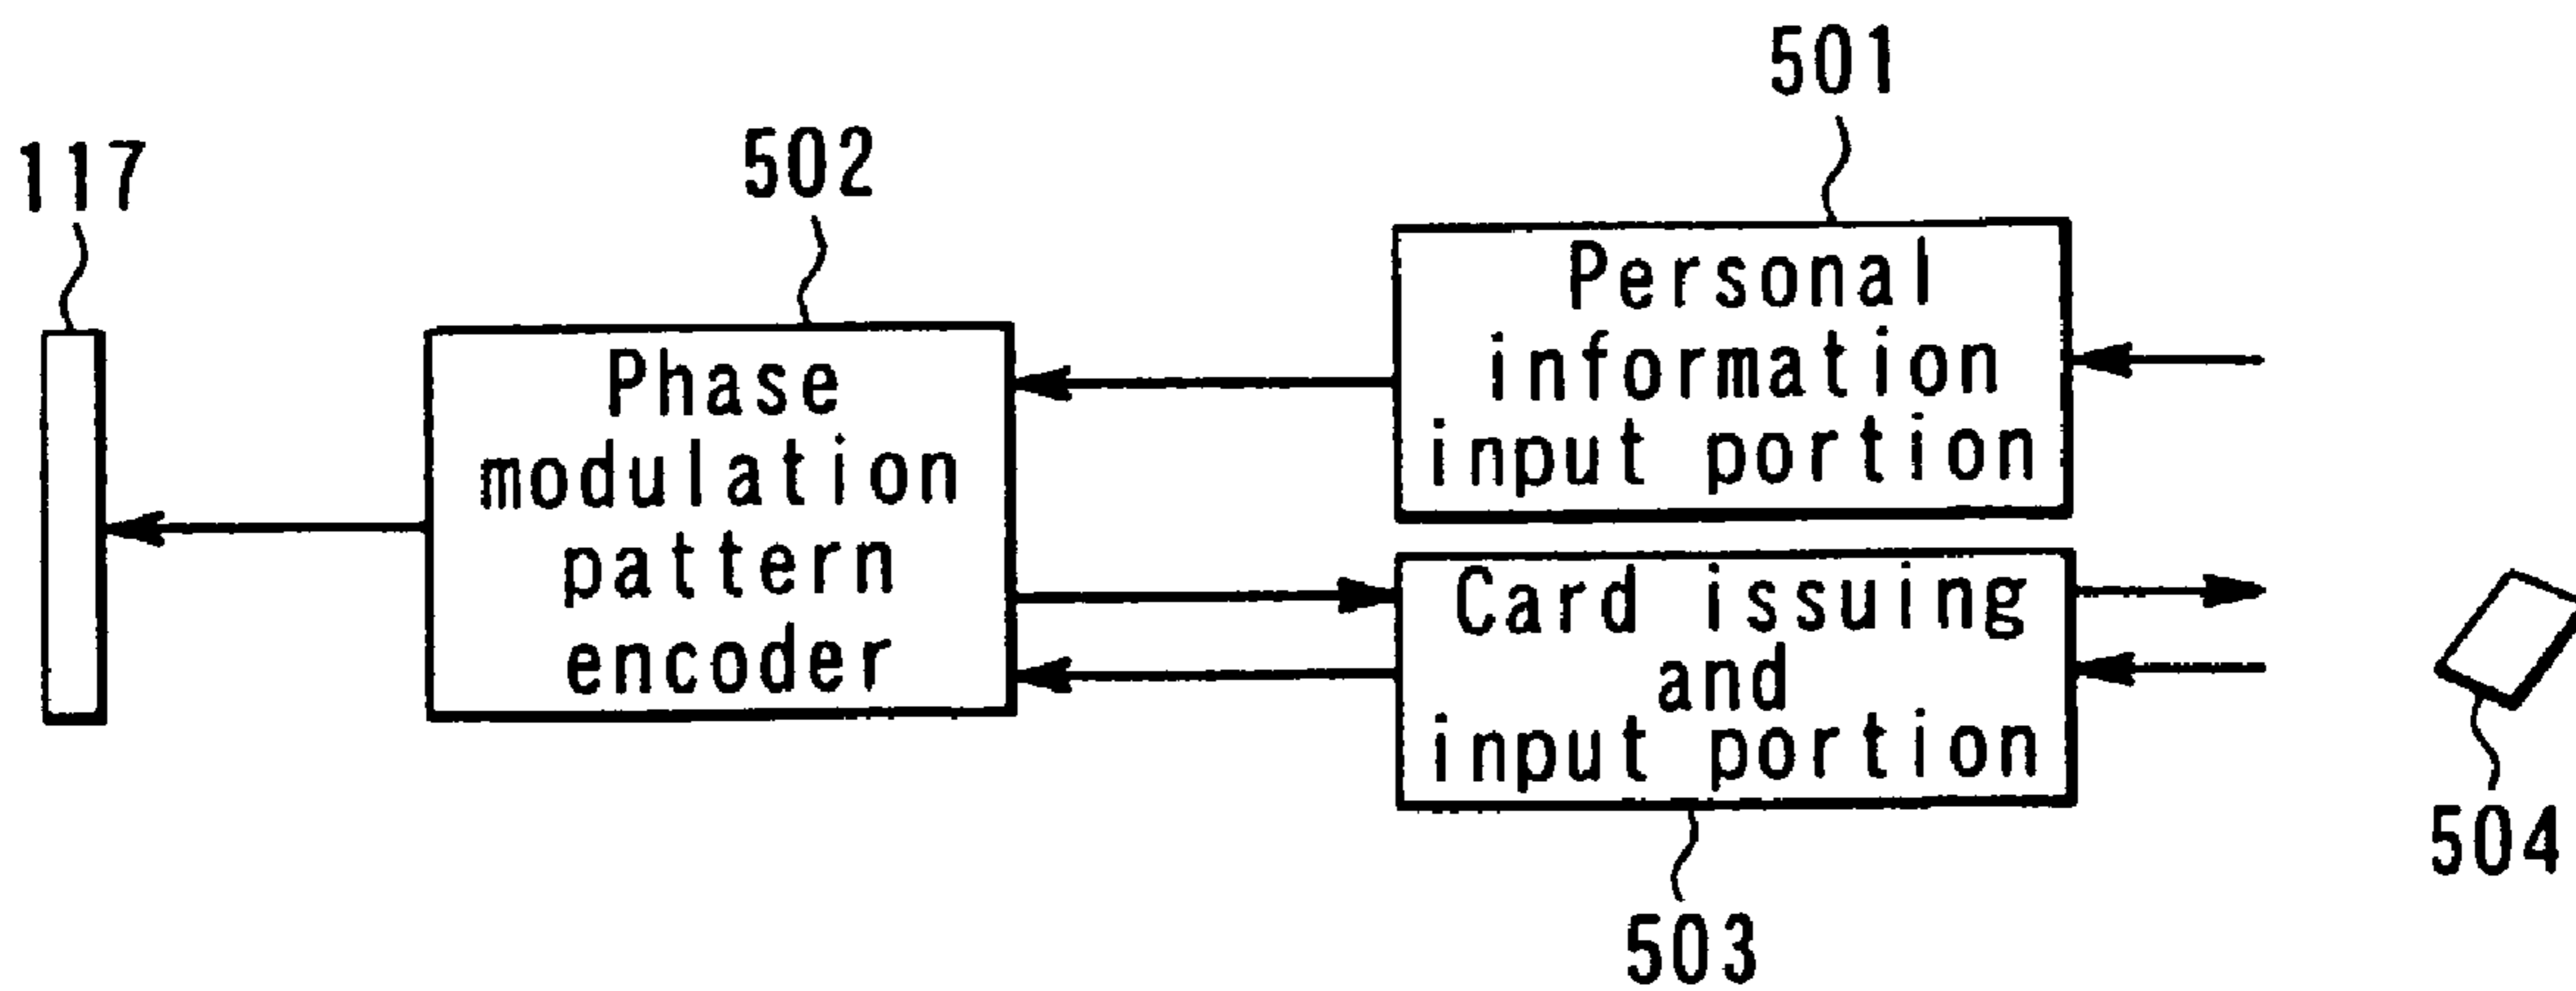 501
502
117
Personal
information
input portion
Phase
modulation
pattern
encoder
Card issuing
and
input portion
504
503